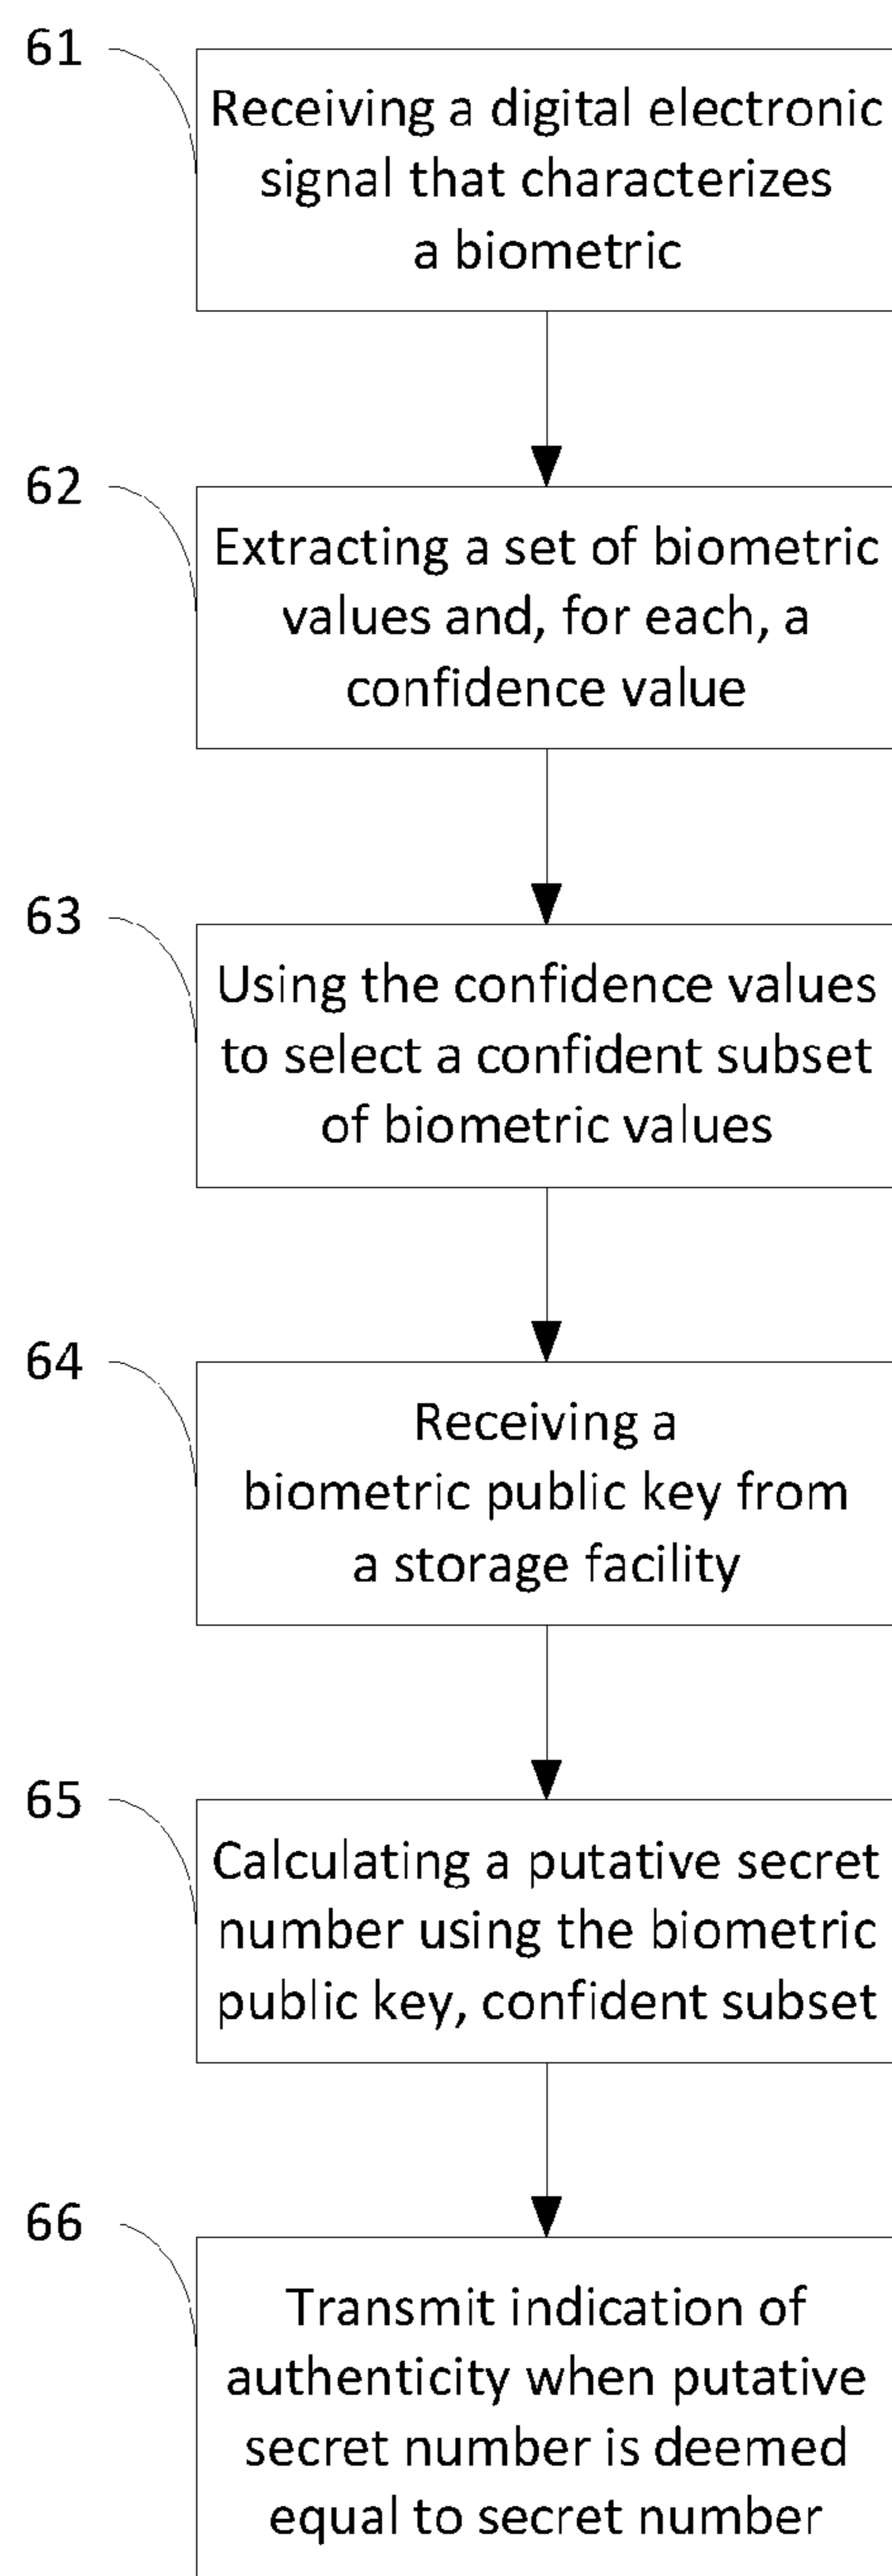 61
Receiving a digital electronic
signal that characterizes
a biometric
62
Extracting a set of biometric
values and, for each, a
confidence value
63
Using the confidence values
to select a confident subset
of biometric values
64
Receiving a
biometric public key from
a storage facility
65
Calculating a putative secret
number using the biometric
public key, confident subset
66
Transmit indication of
authenticity when putative
secret number is deemed
equal to secret number